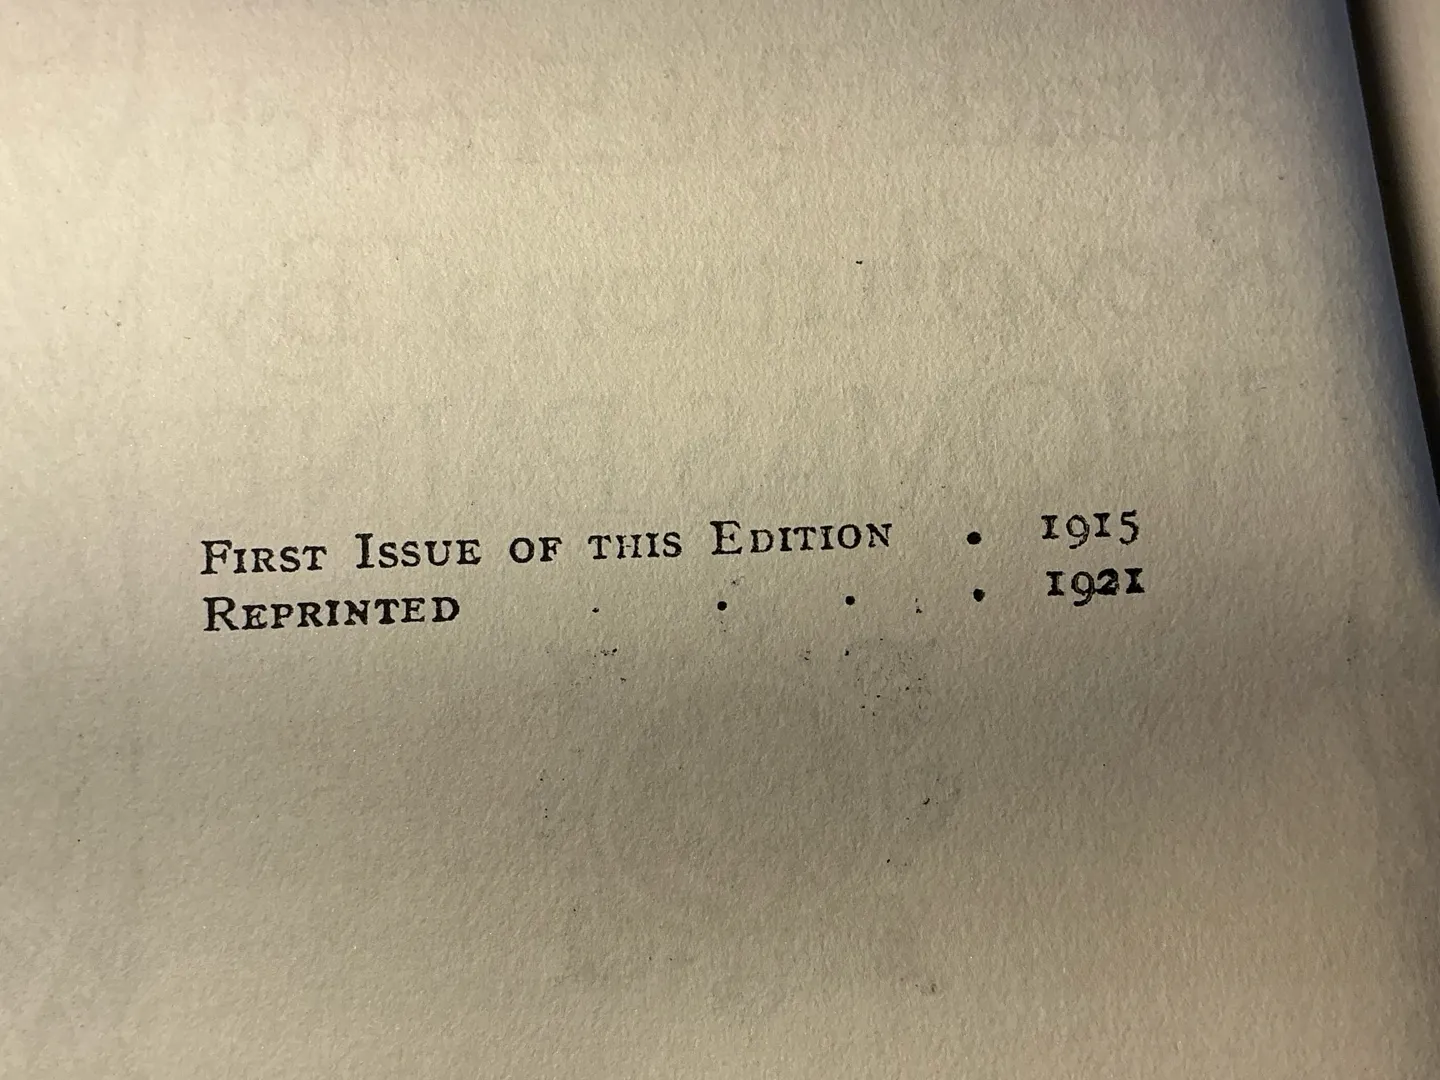 First Issue of this Edition . 1915
Reprinted . . . . 1921